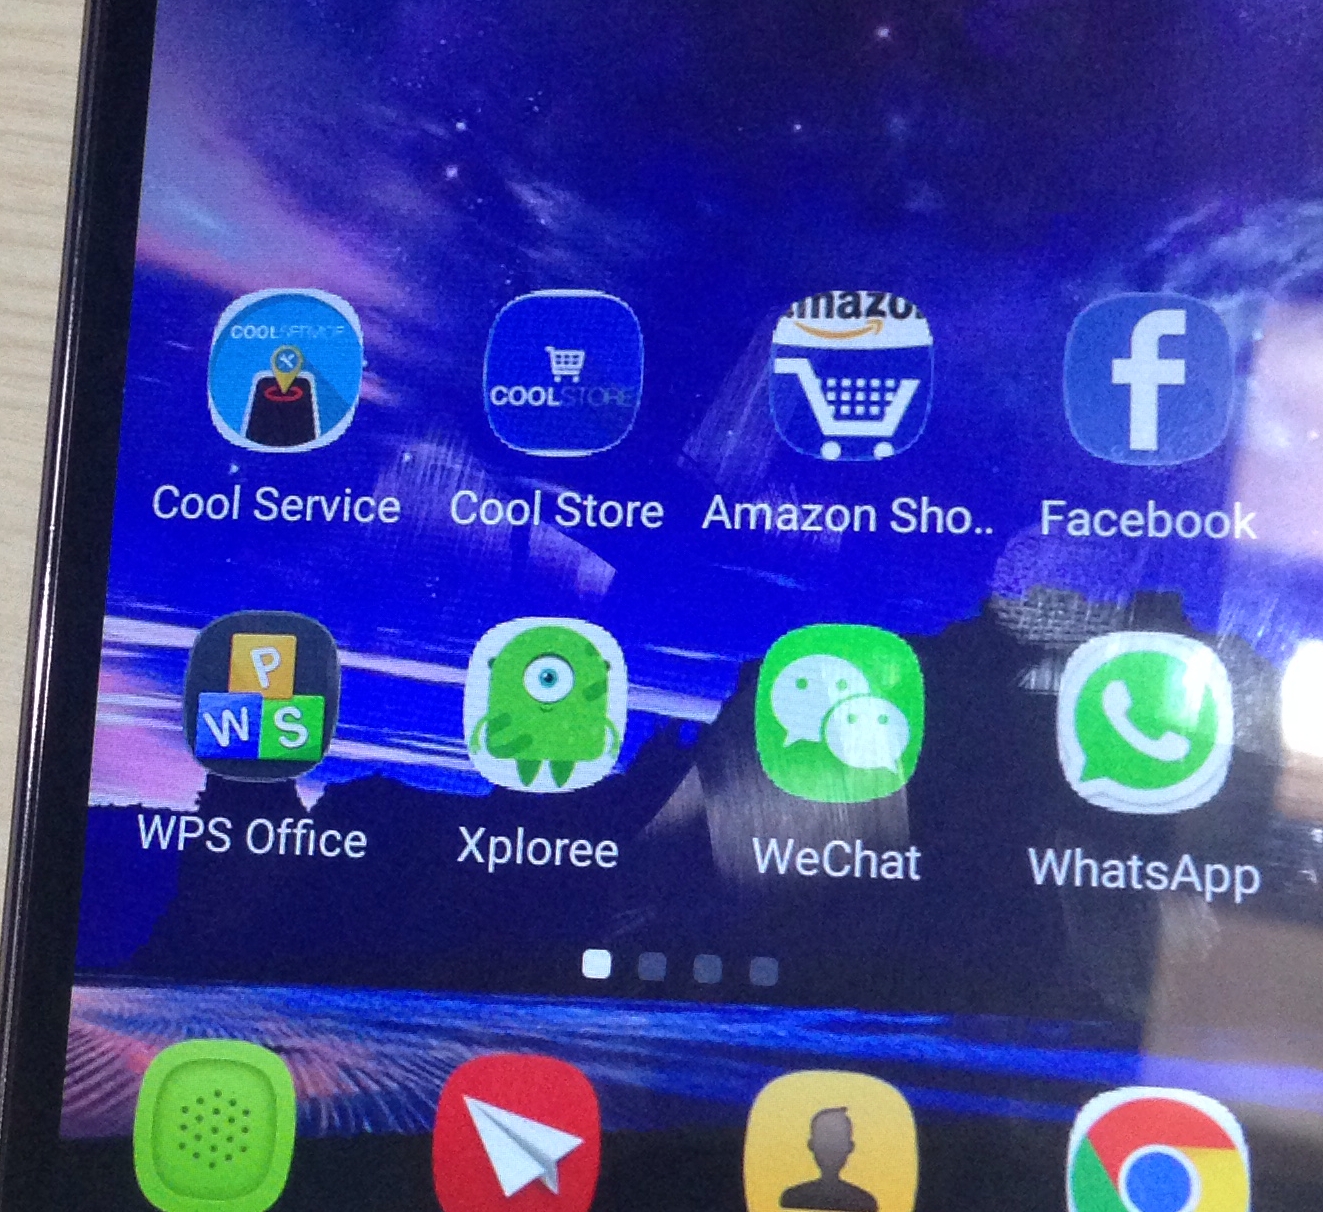 COOLSERVICE
COOLSTORE
amazo
Cool Service
Cool Store
Amazon Sho..
Facebook
P
W S
WPS Office
Xploree
WeChat
WhatsApp